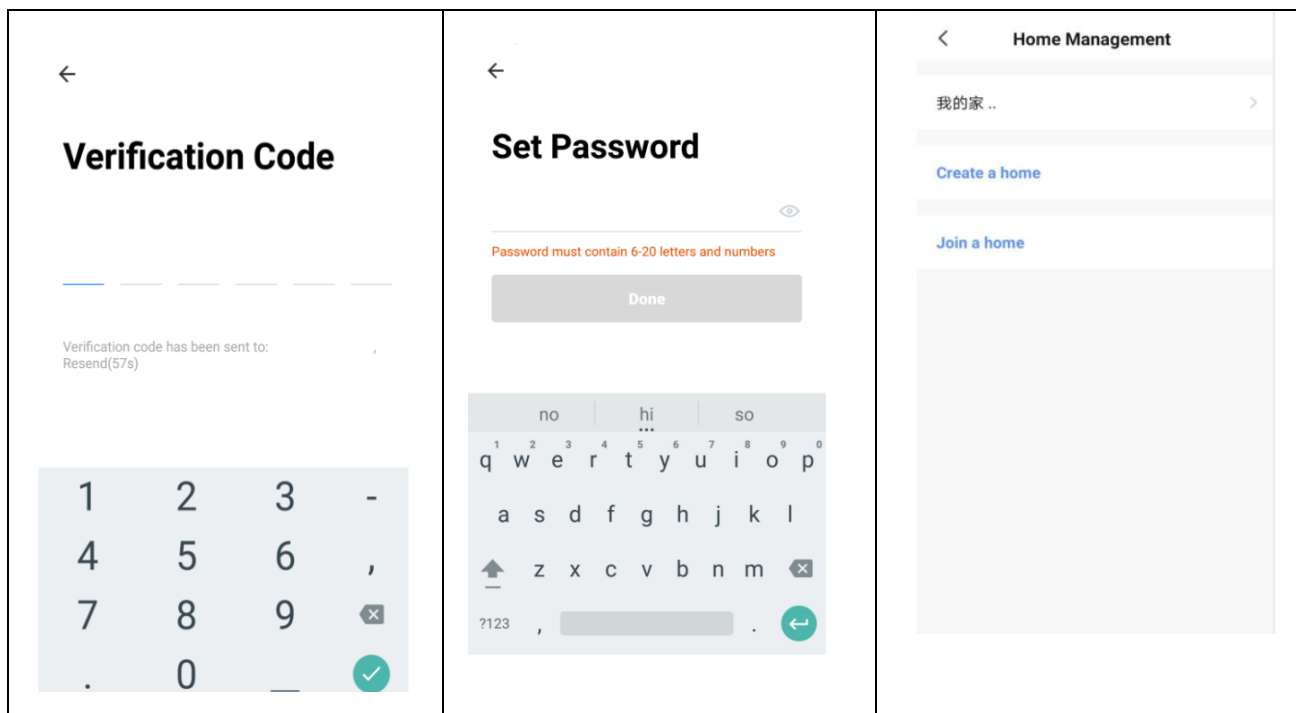 Verification Code
Verification code has been sent to: ,
Resend(57s)
1 2 3 -
4 5 6 ,
7 8 9
. 0 _
Set Password
Password must contain 6-20 letters and numbers
Done
no hi so
1 2 3 4 5 6 7 8 9 0
q w e r t y u i o p
a s d f g h j k l
z x c v b n m
?123 , .
Home Management
我的家 ..
Create a home
Join a home